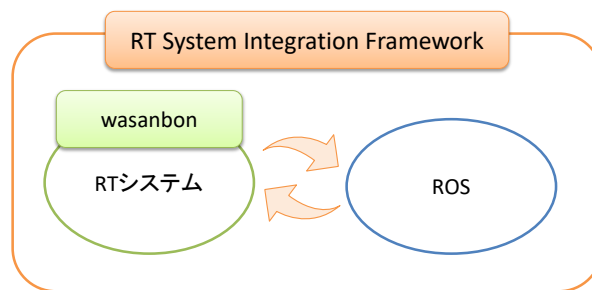 RT System Integration Framework
wasanbon
RTシステム
ROS